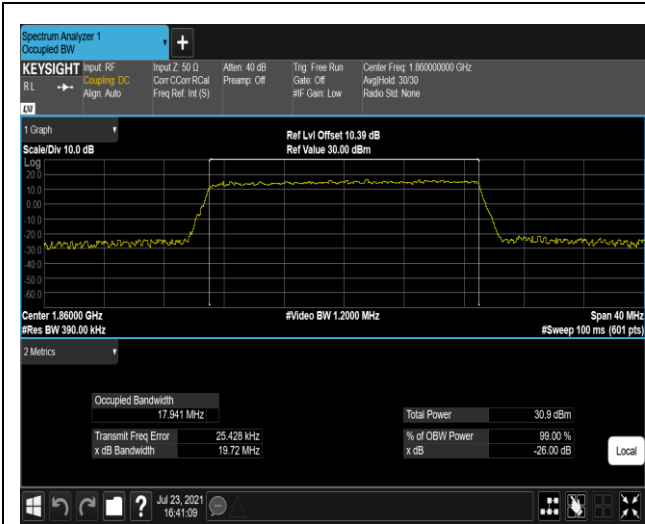 Spectrum Analyzer 1
Occupied BW
+
KEYSIGHT Input: RF Input Z: 50 Ω Atten: 40 dB Trig: Free Run Center Freq: 1.860000000 GHz
Coupling: DC Corr CCorr RCal Preamp: Off Gate: Off Avg|Hold: 30/30
RL Align: Auto Freq Ref: Int (S) #IF Gain: Low Radio Std: None
LXI
1 Graph
Ref Lvl Offset 10.39 dB
Scale/Div 10.0 dB Ref Value 30.00 dBm
Log
20.0
10.0
0.00
-10.0
-20.0
-30.0
-40.0
-50.0
-60.0
Center 1.86000 GHz #Video BW 1.2000 MHz Span 40 MHz
#Res BW 390.00 kHz #Sweep 100 ms (601 pts)
2 Metrics
Occupied Bandwidth
17.941 MHz Total Power 30.9 dBm
Transmit Freq Error 25.428 kHz % of OBW Power 99.00 %
x dB Bandwidth 19.72 MHz x dB -26.00 dB
Local
? Jul 23, 2021
16:41:09